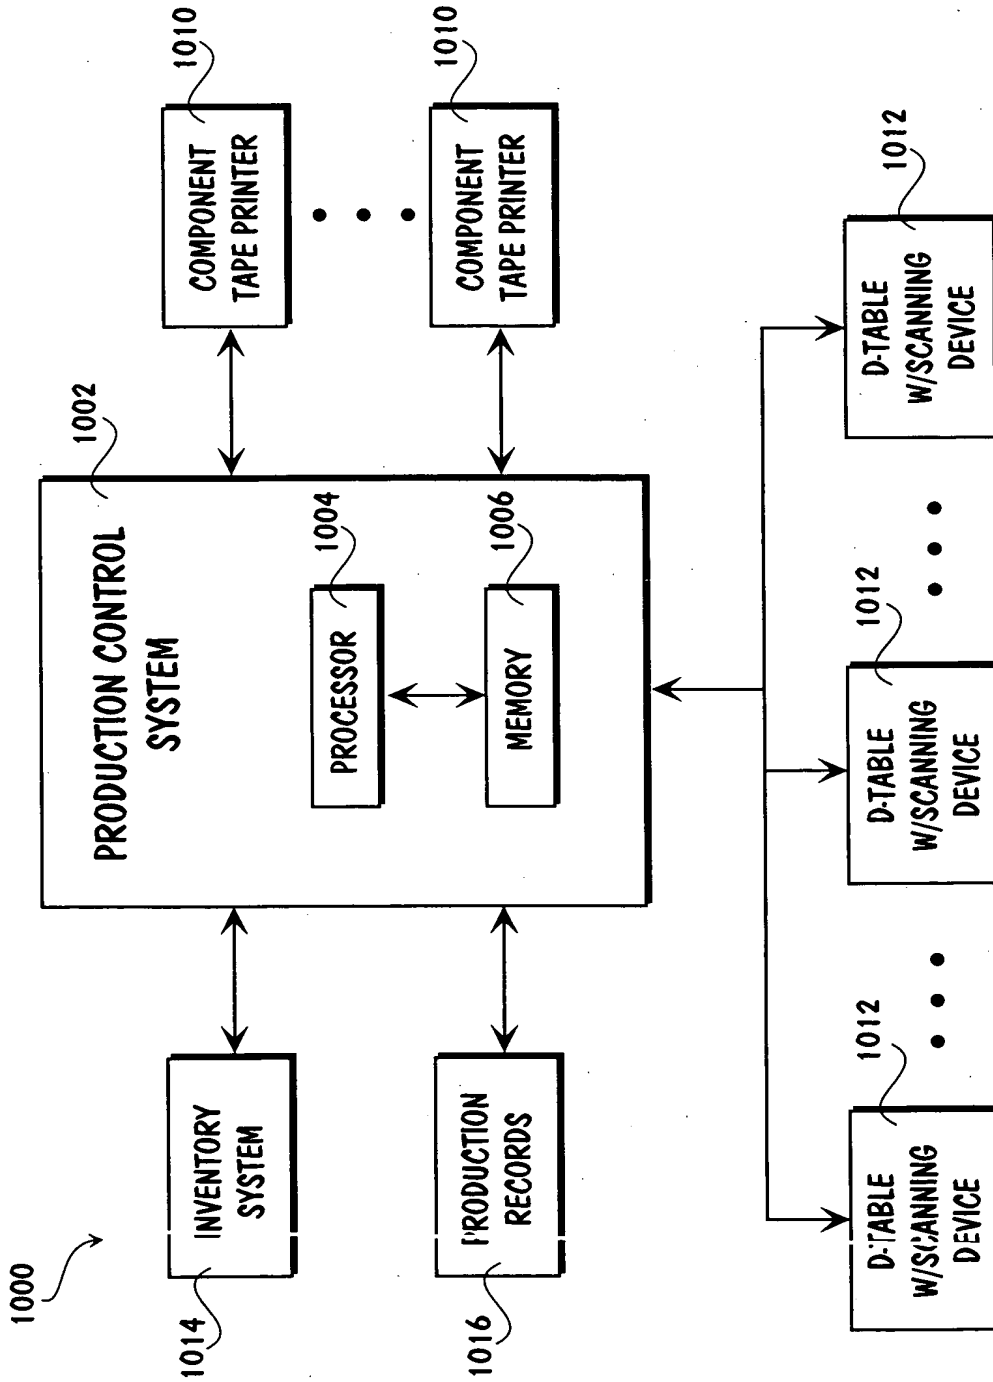 1000
PRODUCTION CONTROL
SYSTEM
1002
PROCESSOR
1004
MEMORY
1006
INVENTORY
SYSTEM
1014
PRODUCTION
RECORDS
1016
COMPONENT
TAPE PRINTER
1010
COMPONENT
TAPE PRINTER
1010
D-TABLE
W/SCANNING
DEVICE
1012
D-TABLE
W/SCANNING
DEVICE
1012
D-TABLE
W/SCANNING
DEVICE
1012